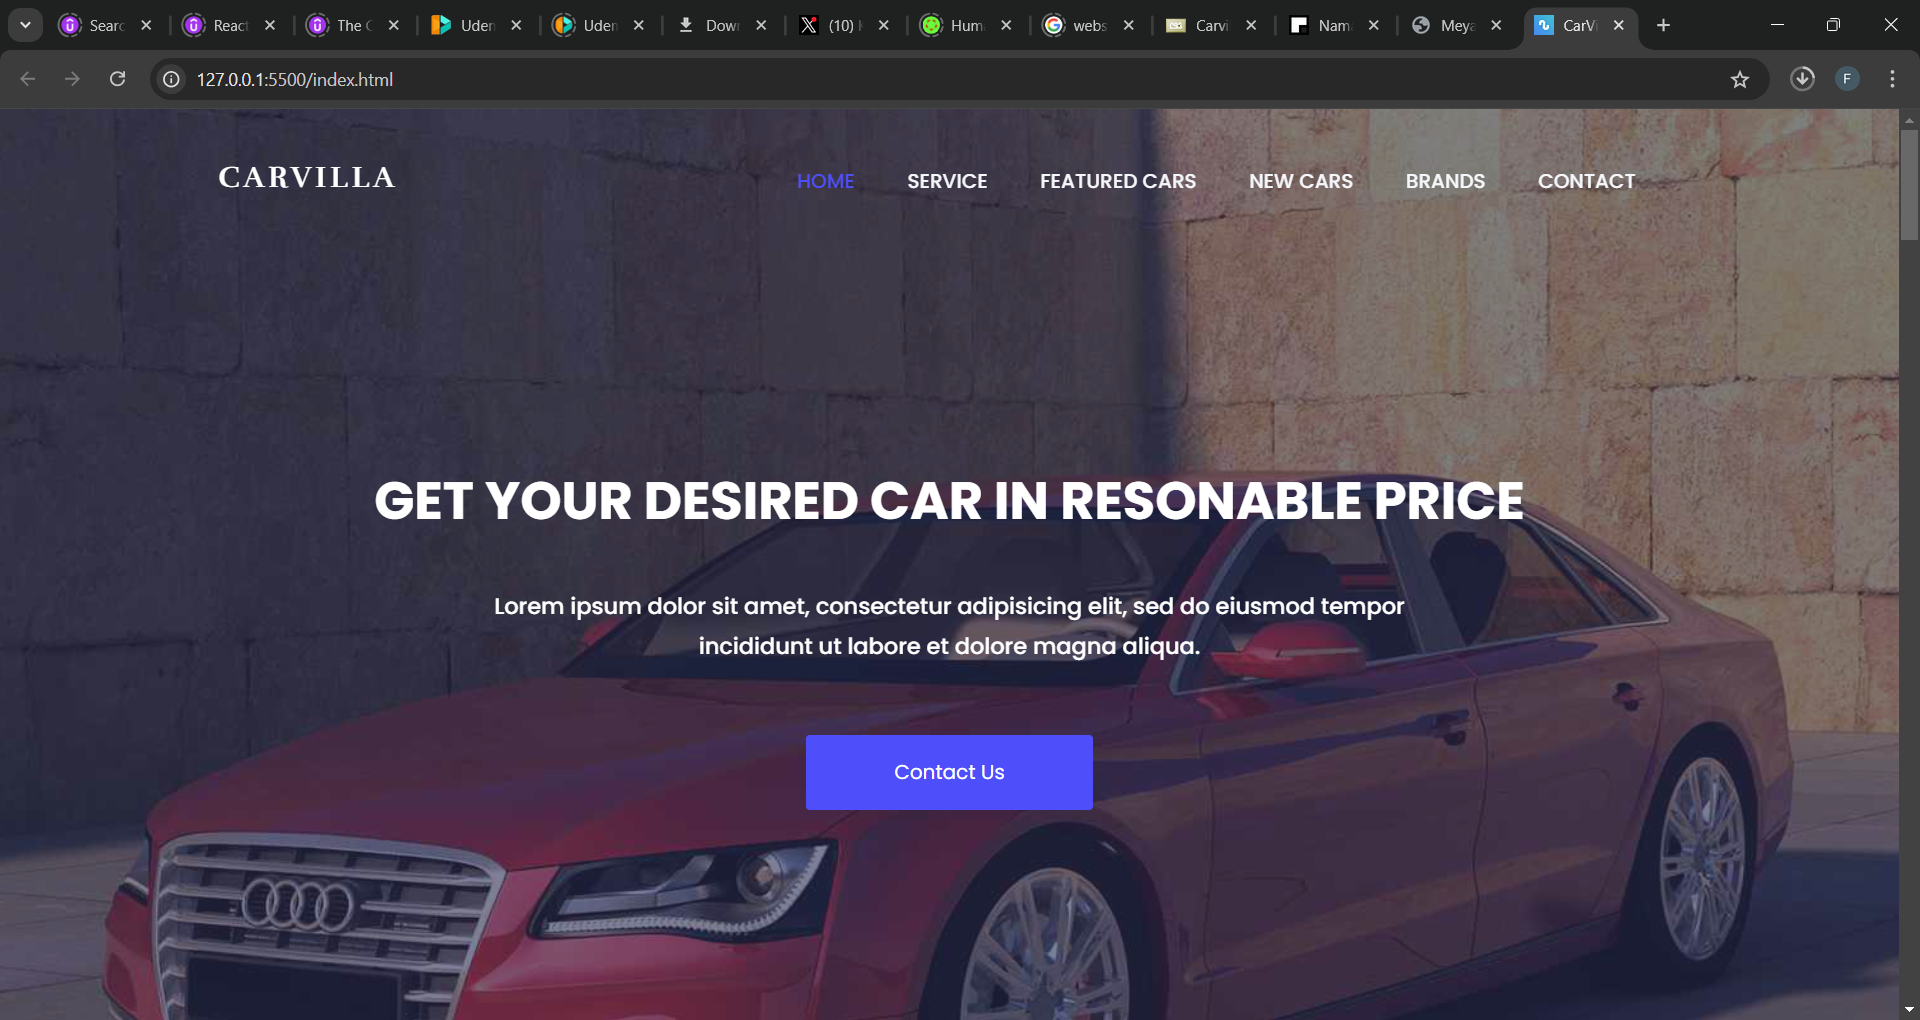 Searc
React
The C
Uden
Uden
Down
(10)
Hum
webs
Carvi
Nam
Meya
CarVi
127.0.0.1:5500/index.html
F
CARVILLA
HOME SERVICE FEATURED CARS NEW CARS BRANDS CONTACT
GET YOUR DESIRED CAR IN RESONABLE PRICE
Lorem ipsum dolor sit amet, consectetur adipisicing elit, sed do eiusmod tempor
incididunt ut labore et dolore magna aliqua.
Contact Us